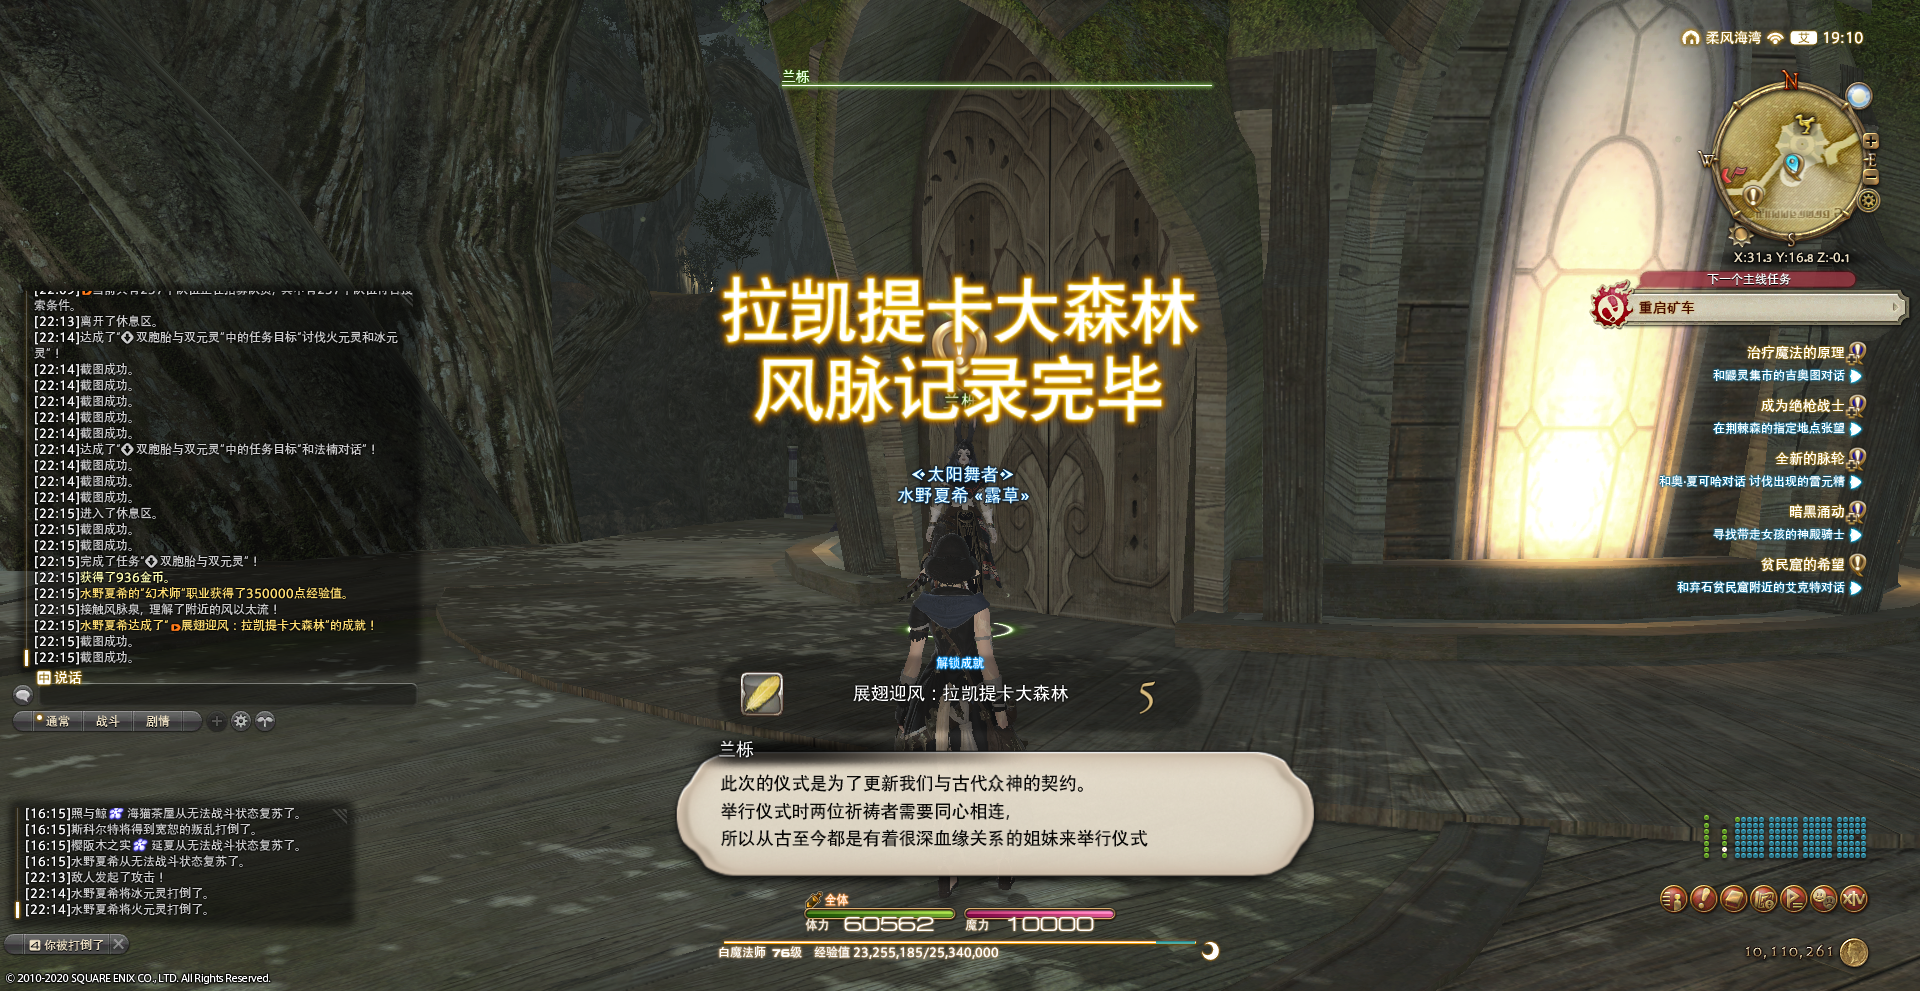 柔风海湾 艾 19:10
兰栎
N
W
E
S
X:31.3 Y:16.8 Z:-0.1
下一个主线任务
重启矿车
治疗魔法的原理
和鼹灵集市的吉奥图对话
成为绝枪战士
在荆棘森的指定地点张望
全新的脉轮
和奥·夏可哈对话 讨伐出现的雷元精
暗黑涌动
寻找带走女孩的神殿骑士
贫民窟的希望
和弃石贫民窟附近的艾克特对话
拉凯提卡大森林
风脉记录完毕
兰栎
太阳舞者
水野夏希 «露草»
索条件。
[22:13]离开了休息区。
[22:14]达成了“双胞胎与双元灵”中的任务目标“讨伐火元灵和冰元
灵”！
[22:14]截图成功。
[22:14]截图成功。
[22:14]截图成功。
[22:14]截图成功。
[22:14]截图成功。
[22:14]达成了“双胞胎与双元灵”中的任务目标“和法楠对话”！
[22:14]截图成功。
[22:14]截图成功。
[22:14]截图成功。
[22:15]进入了休息区。
[22:15]截图成功。
[22:15]截图成功。
[22:15]完成了任务“双胞胎与双元灵”！
[22:15]获得了936金币。
[22:15]水野夏希的“幻术师”职业获得了350000点经验值。
[22:15]接触风脉泉，理解了附近的风以太流！
[22:15]水野夏希达成了“展翅迎风：拉凯提卡大森林”的成就！
[22:15]截图成功。
[22:15]截图成功。
说话
通常 战斗 剧情
解锁成就
展翅迎风：拉凯提卡大森林 5
兰栎
此次的仪式是为了更新我们与古代众神的契约。
举行仪式时两位祈祷者需要同心相连，
所以从古至今都是有着很深血缘关系的姐妹来举行仪式
[16:15]照与鲸 海猫茶屋从无法战斗状态复苏了。
[16:15]斯科尔特将得到宽恕的叛乱打倒了。
[16:15]樱阪木之实 延夏从无法战斗状态复苏了。
[16:15]水野夏希从无法战斗状态复苏了。
[22:13]敌人发起了攻击！
[22:14]水野夏希将冰元灵打倒了。
[22:14]水野夏希将火元灵打倒了。
4 你被打倒了
全体
体力 60562 魔力 10000
白魔法师 76级 经验值 23,255,185/25,340,000
XIV
10,110,261
© 2010-2020 SQUARE ENIX CO., LTD. All Rights Reserved.